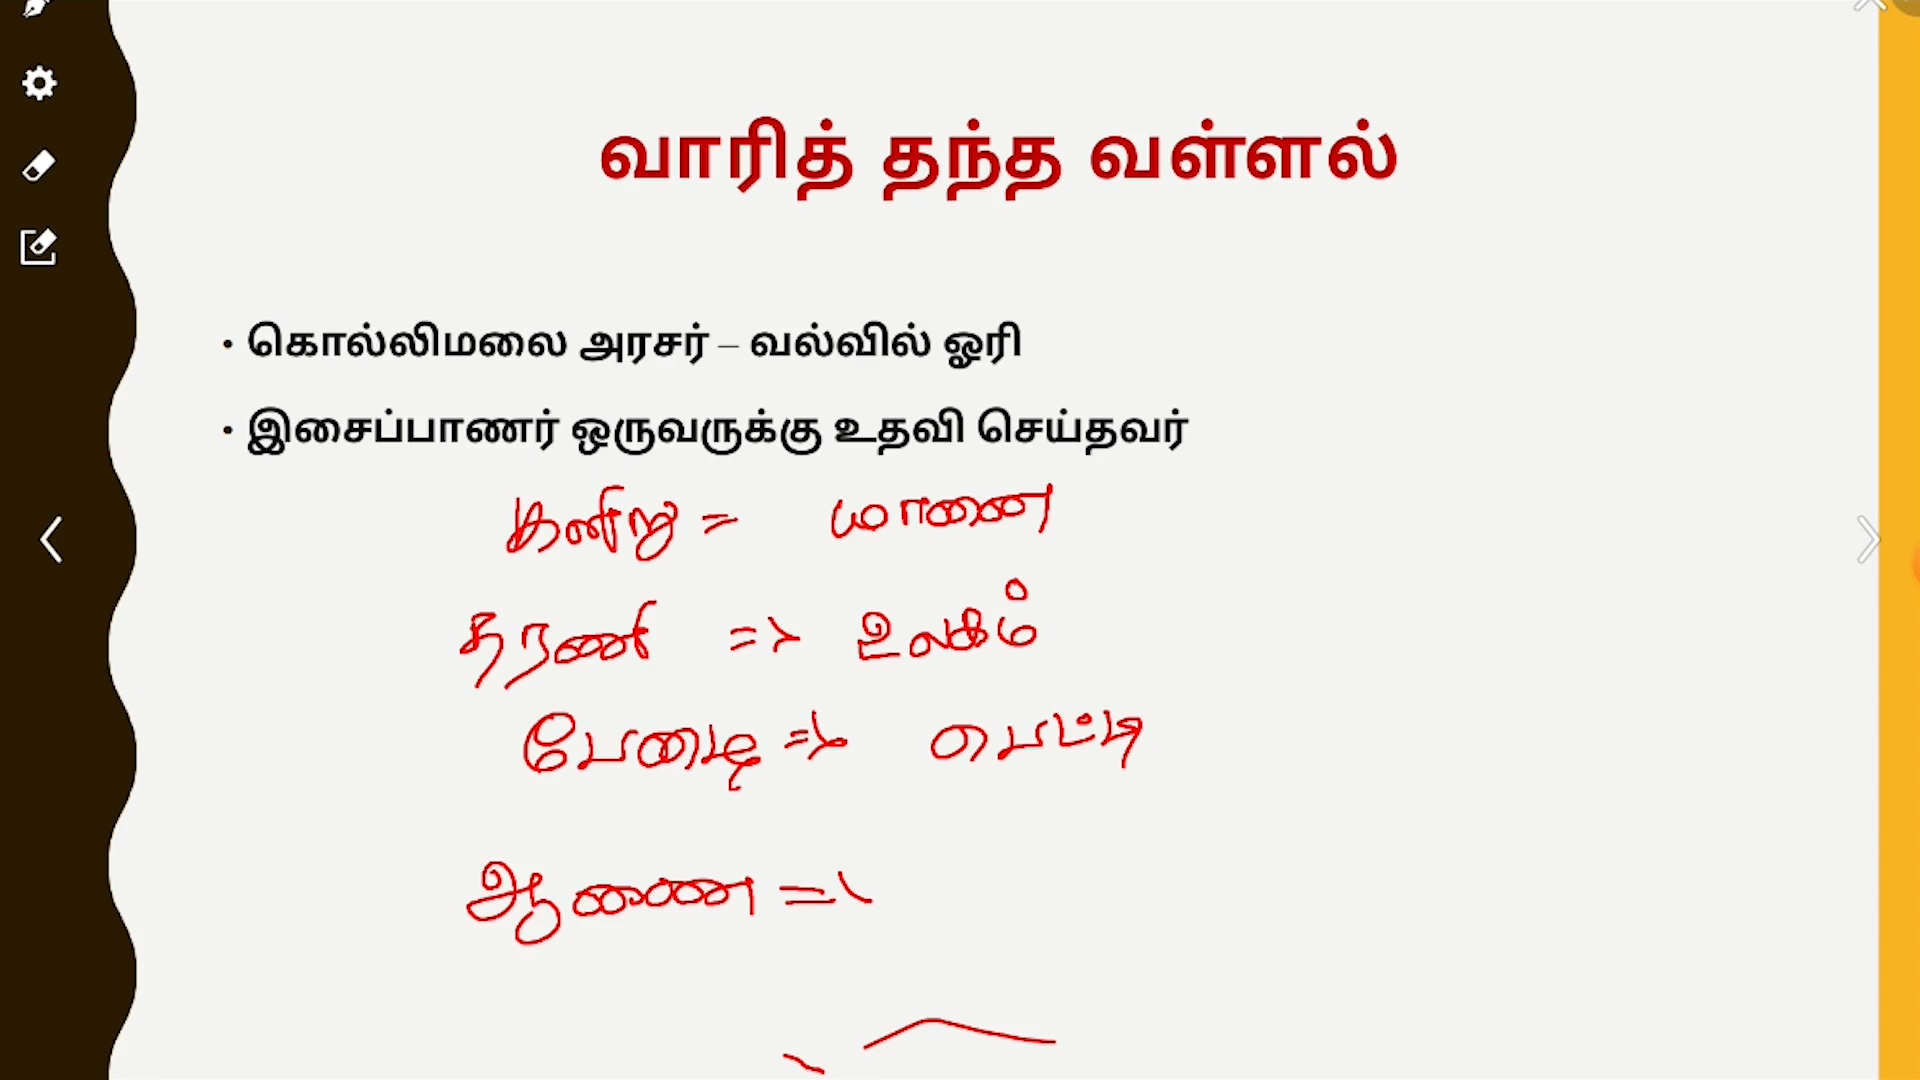 வாரித் தந்த வள்ளல்
• கொல்லிமலை அரசர் – வல்வில் ஓரி
• இசைப்பாணர் ஒருவருக்கு உதவி செய்தவர்
களிறு = யானை
தரணி => உலகம்
பேழை => பெட்டி
ஆணை =>